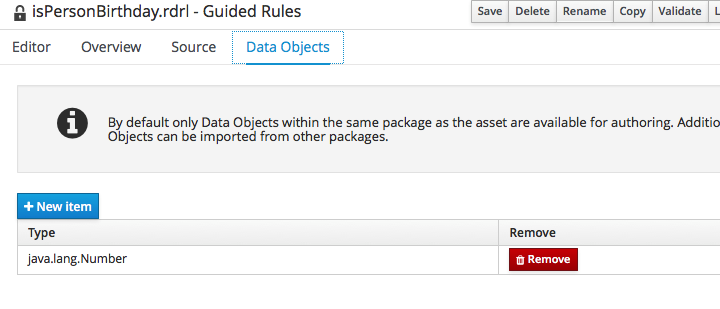 isPersonBirthday.rdrl - Guided Rules
Save Delete Rename Copy Validate
Editor Overview Source Data Objects
By default only Data Objects within the same package as the asset are available for authoring.
Objects can be imported from other packages.
+ New item
Type Remove
java.lang.Number Remove